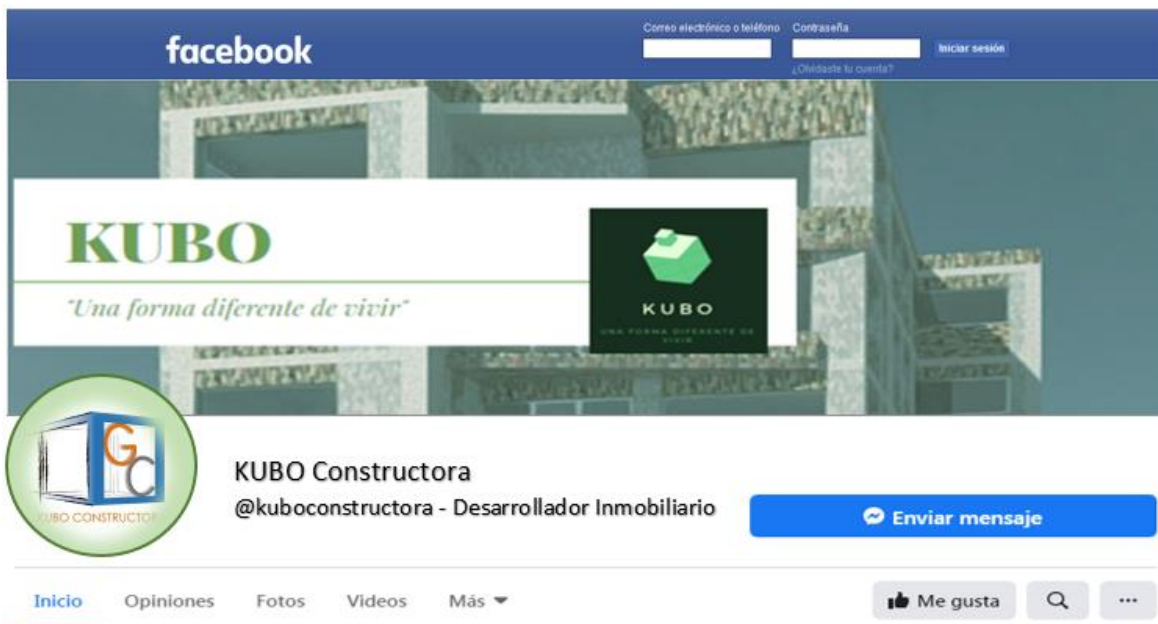 facebook
Correo electrónico o teléfono
Contraseña
Iniciar sesión
¿Olvidaste tu cuenta?
KUBO
"Una forma diferente de vivir"
KUBO
UNA FORMA DIFERENTE DE
VIVIR
GC
KUBO CONSTRUCTOR
KUBO Constructora
@kuboconstructora - Desarrollador Inmobiliario
Enviar mensaje
Inicio Opiniones Fotos Videos Más
Me gusta